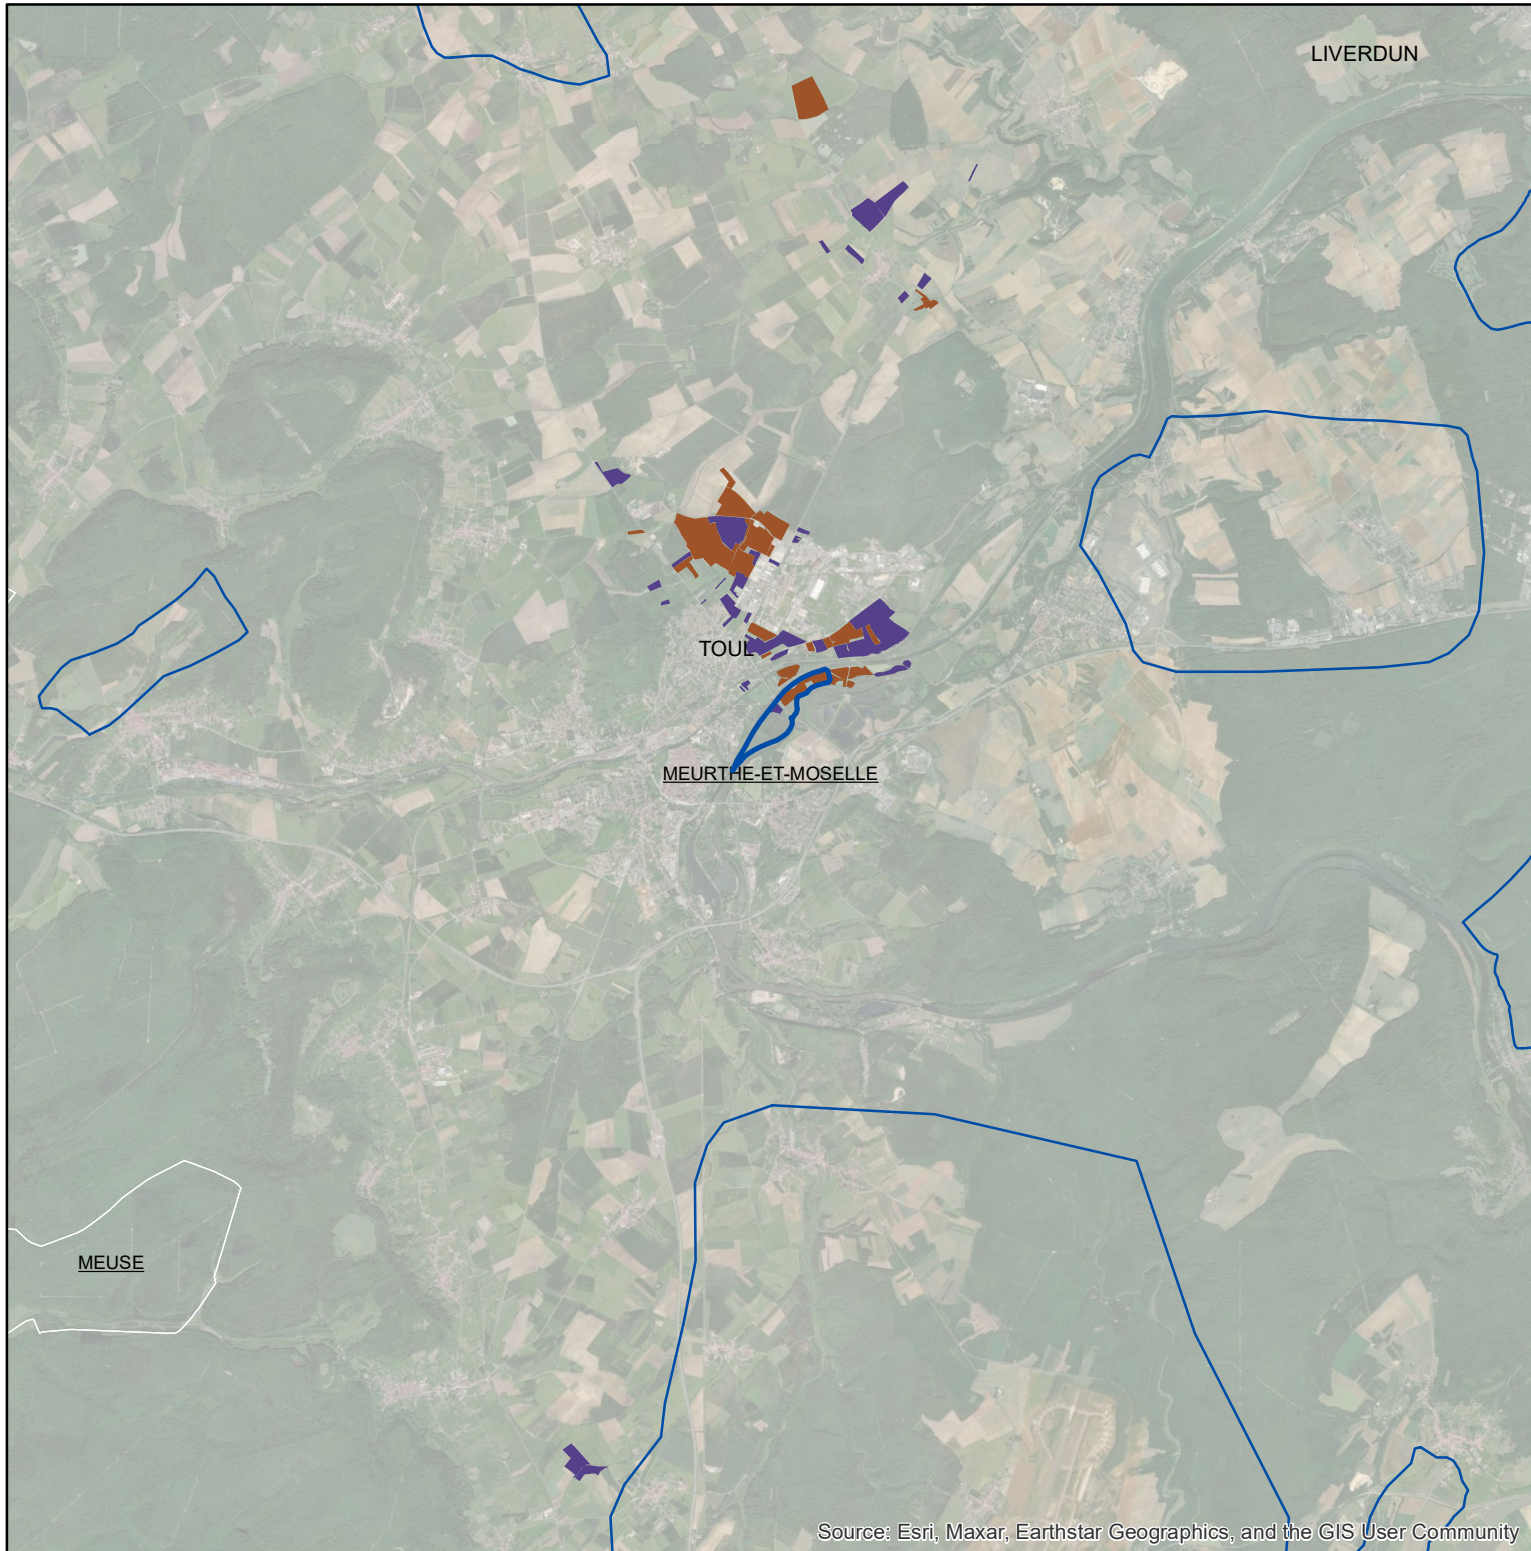 LIVERDUN
TOUL
MEURTHE-ET-MOSELLE
MEUSE
Source: Esri, Maxar, Earthstar Geographics, and the GIS User Community